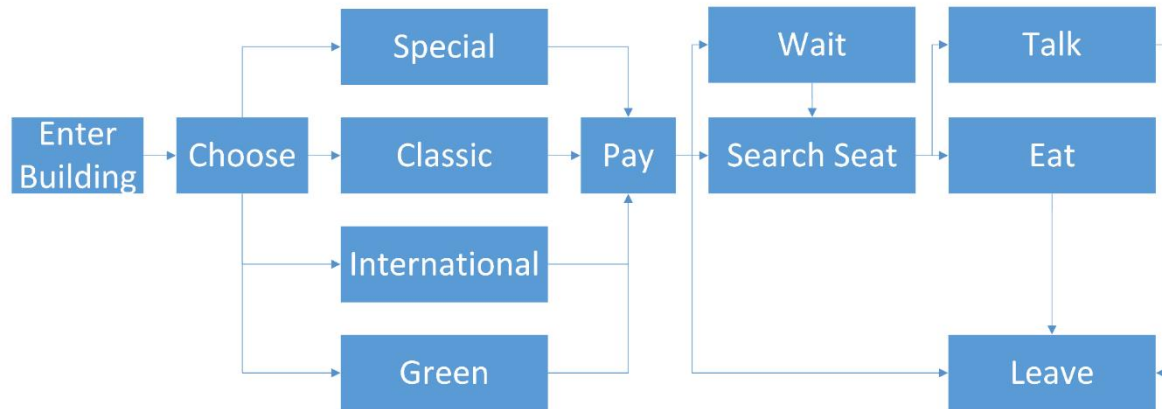 Enter
Building
Choose
Special
Classic
International
Green
Pay
Wait
Search Seat
Talk
Eat
Leave